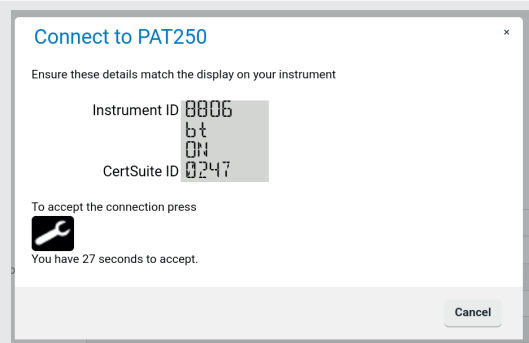 Connect to PAT250
×
Ensure these details match the display on your instrument
Instrument ID 8806
bt
ON
CertSuite ID 0247
To accept the connection press
You have 27 seconds to accept.
Cancel